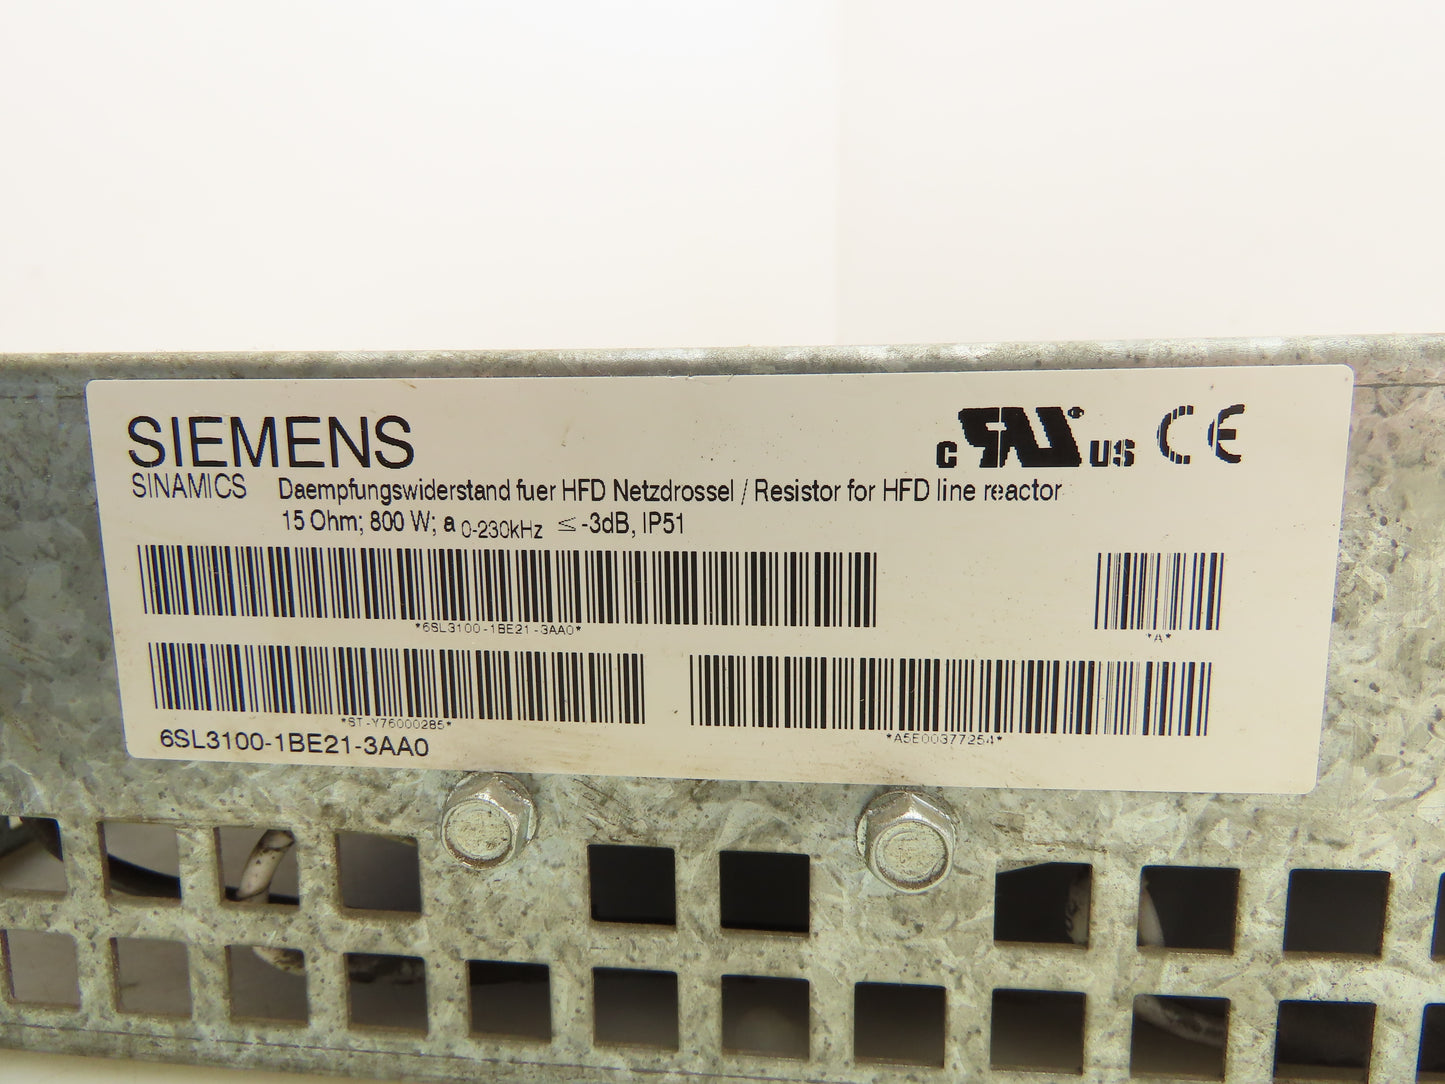 SIEMENS
c RU® US CE
SINAMICS Daempfungswiderstand fuer HFD Netzdrossel / Resistor for HFD line reactor
15 Ohm; 800 W; a 0-230kHz ≤ -3dB, IP51
*6SL3100-1BE21-3AA0*
*A*
*ST-Y76000285*
*A5E00377254*
6SL3100-1BE21-3AA0